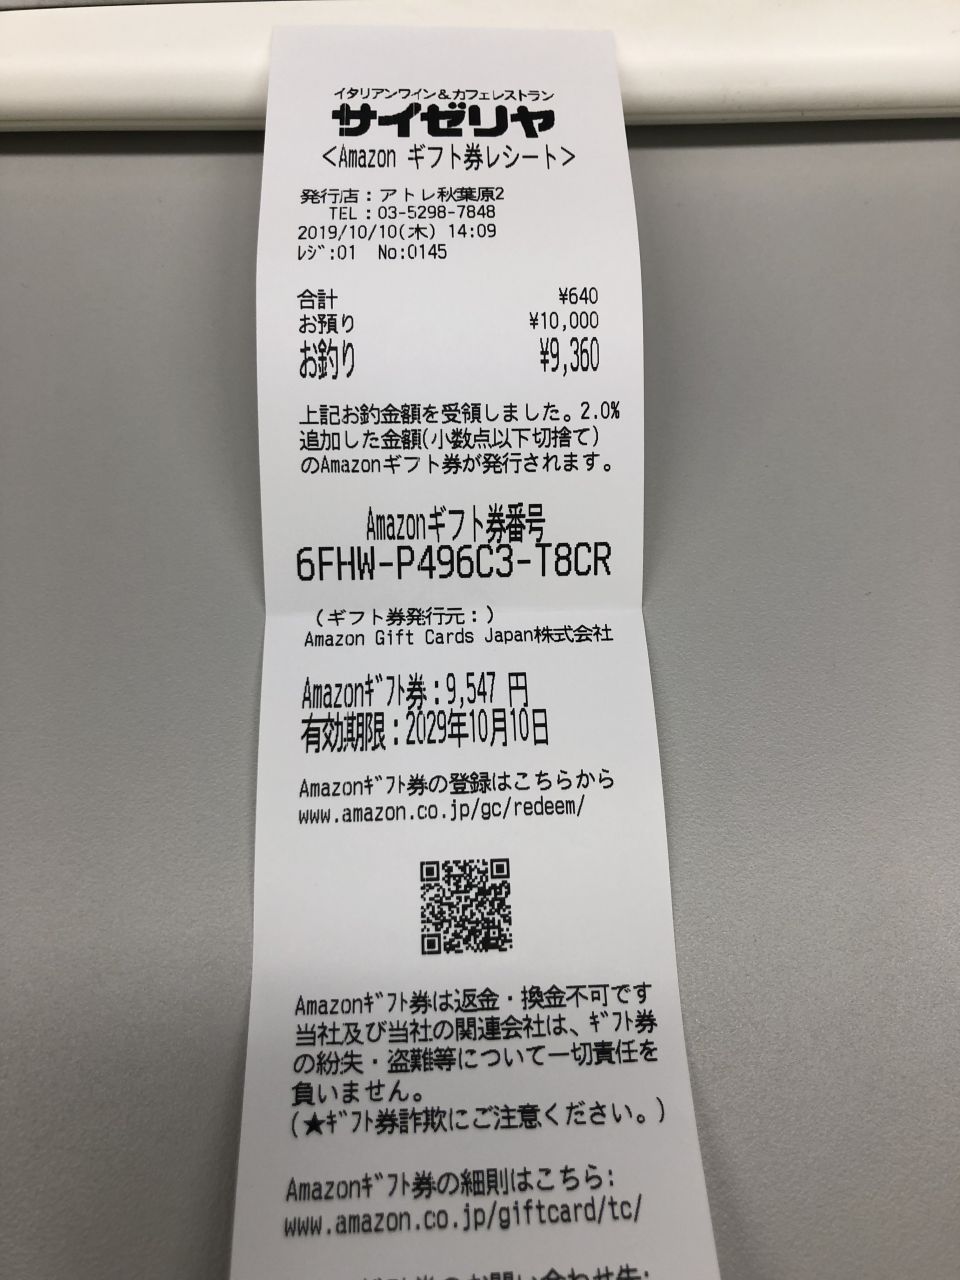 イタリアンワイン&カフェレストラン
サイゼリヤ
<Amazon ギフト券レシート>
発行店:アトレ秋葉原2
TEL:03-5298-7848
2019/10/10(木) 14:09
ﾚｼﾞ:01 No:0145
合計 ¥640
お預り ¥10,000
お釣り ¥9,360
上記お釣金額を受領しました。2.0%
追加した金額(小数点以下切捨て)
のAmazonギフト券が発行されます。
Amazonギフト券番号
6FHW-P496C3-T8CR
(ギフト券発行元:)
Amazon Gift Cards Japan株式会社
Amazonｷﾞﾌﾄ券:9,547 円
有効期限:2029年10月10日
Amazonｷﾞﾌﾄ券の登録はこちらから
www.amazon.co.jp/gc/redeem/
Amazonｷﾞﾌﾄ券は返金・換金不可です
当社及び当社の関連会社は、ｷﾞﾌﾄ券
の紛失・盗難等について一切責任を
負いません。
(★ｷﾞﾌﾄ券詐欺にご注意ください。)
Amazonｷﾞﾌﾄ券の細則はこちら:
www.amazon.co.jp/giftcard/tc/